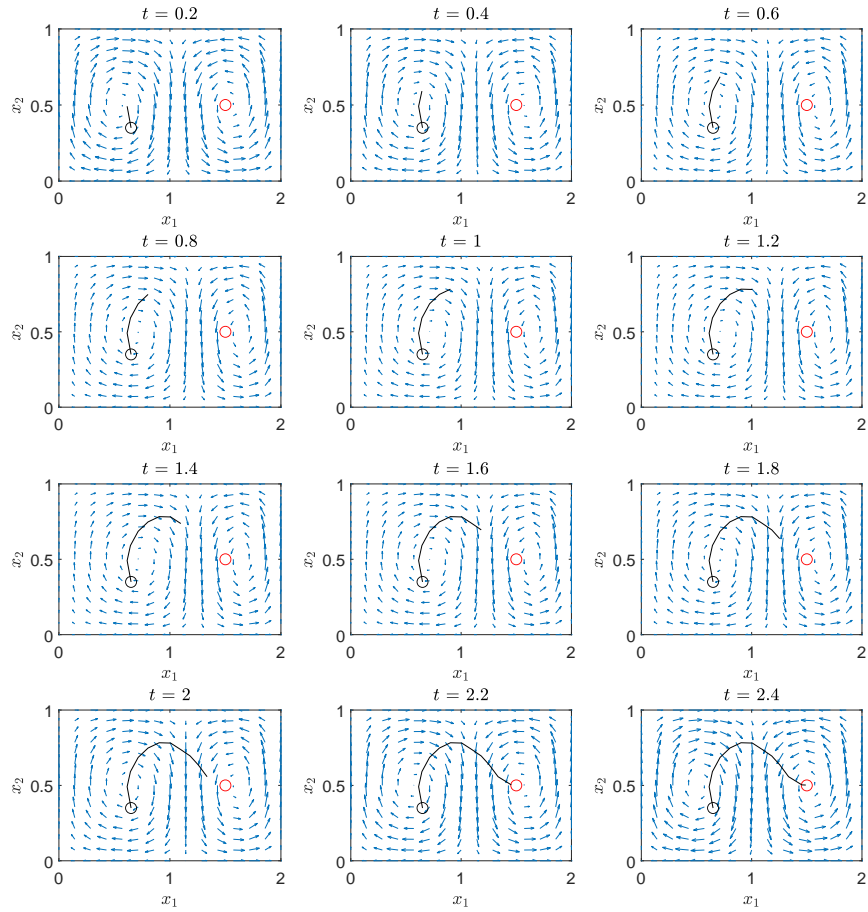 t = 0.2
t = 0.4
t = 0.6
1
1
1
x2
x2
x2
0.5
0.5
0.5
0
0
0
0 1 2
0 1 2
0 1 2
x1
x1
x1
t = 0.8
t = 1
t = 1.2
1
1
1
x2
x2
x2
0.5
0.5
0.5
0
0
0
0 1 2
0 1 2
0 1 2
x1
x1
x1
t = 1.4
t = 1.6
t = 1.8
1
1
1
x2
x2
x2
0.5
0.5
0.5
0
0
0
0 1 2
0 1 2
0 1 2
x1
x1
x1
t = 2
t = 2.2
t = 2.4
1
1
1
x2
x2
x2
0.5
0.5
0.5
0
0
0
0 1 2
0 1 2
0 1 2
x1
x1
x1